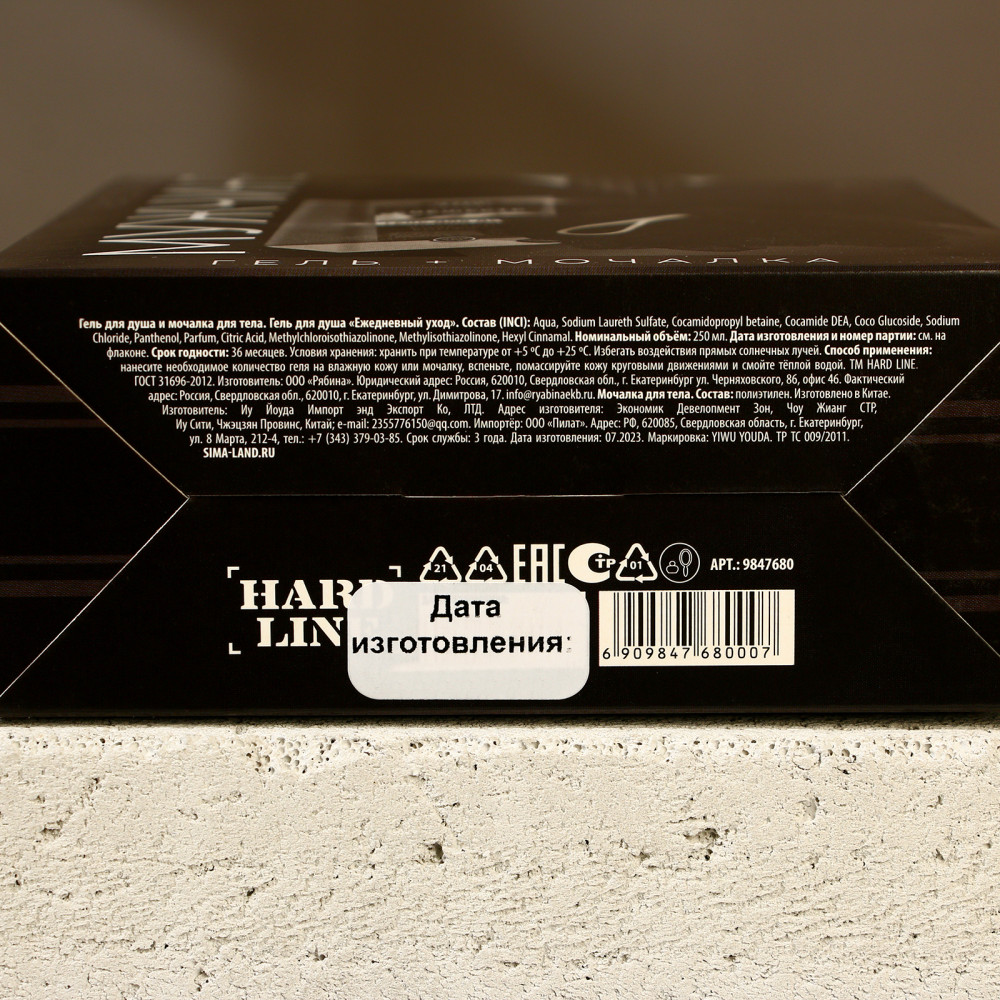 ГЕЛЬ + МОЧАЛКА
Гель для душа и мочалка для тела. Гель для душа «Ежедневный уход». Состав (INCI): Aqua, Sodium Laureth Sulfate, Cocamidopropyl betaine, Cocamide DEA, Coco Glucoside, Sodium
Chloride, Panthenol, Parfum, Citric Acid, Methylchloroisothiazolinone, Methylisothiazolinone, Hexyl Cinnamal. Номинальный объём: 250 мл. Дата изготовления и номер партии: см. на
флаконе. Срок годности: 36 месяцев. Условия хранения: хранить при температуре от +5 ºС до +25 ºС. Избегать воздействия прямых солнечных лучей. Способ применения:
нанесите необходимое количество геля на влажную кожу или мочалку, вспеньте, помассируйте кожу круговыми движениями и смойте тёплой водой. ТМ HARD LINE.
ГОСТ 31696-2012. Изготовитель: ООО «Рябина». Юридический адрес: Россия, 620010, Свердловская обл., г. Екатеринбург ул. Черняховского, 86, офис 46. Фактический
адрес: Россия, Свердловская обл., 620010, г. Екатеринбург, ул. Димитрова, 17. info@ryabinaekb.ru. Мочалка для тела. Состав: полиэтилен. Изготовлено в Китае.
Изготовитель: Иу Йоуда Импорт энд Экспорт Ко, ЛТД. Адрес изготовителя: Экономик Девелопмент Зон, Чоу Жианг СТР,
Иу Сити, Чжэцзян Провинс, Китай; e-mail: 2355776150@qq.com. Импортёр: ООО «Пилат». Адрес: РФ, 620085, Свердловская область, г. Екатеринбург,
ул. 8 Марта, 212-4, тел.: +7 (343) 379-03-85. Срок службы: 3 года. Дата изготовления: 07.2023. Маркировка: YIWU YOUDA. ТР ТС 009/2011.
SIMA-LAND.RU
21 04 EAC СТР 01 АРТ.: 9847680
HARD
LIN
Дата
изготовления:
6 909847 680007